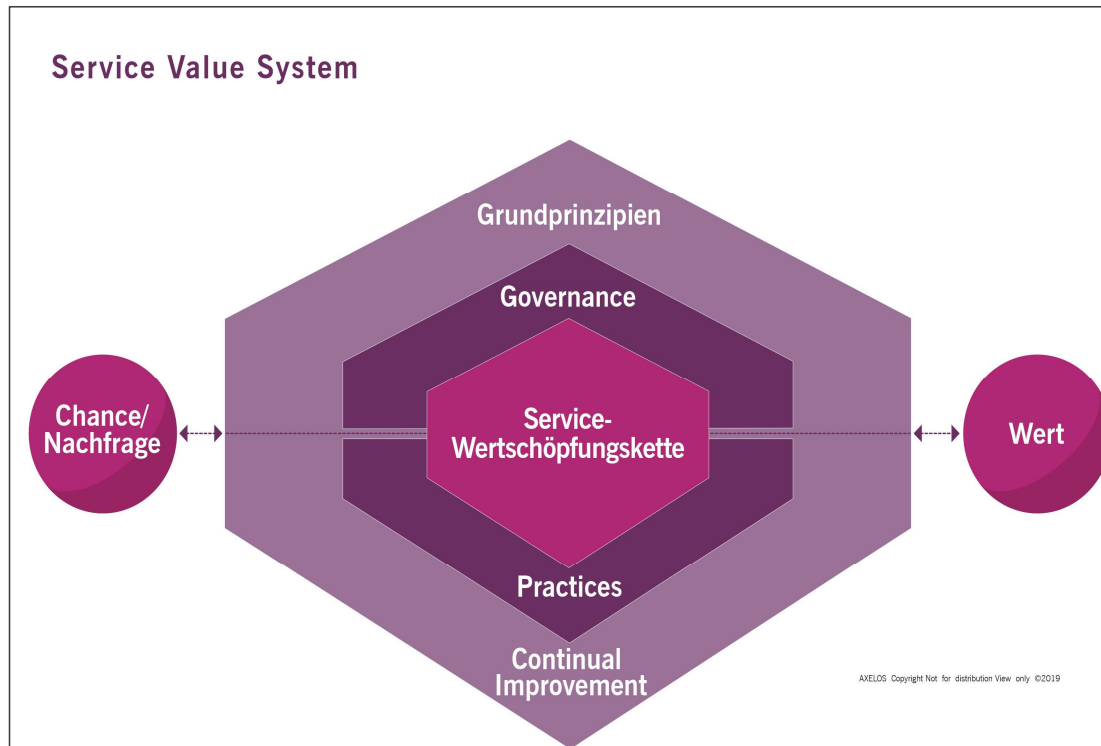 Service Value System
Grundprinzipien
Governance
Chance/
Nachfrage
Service-
Wertschöpfungskette
Wert
Practices
Continual
Improvement
AXELOS Copyright Not for distribution View only ©2019